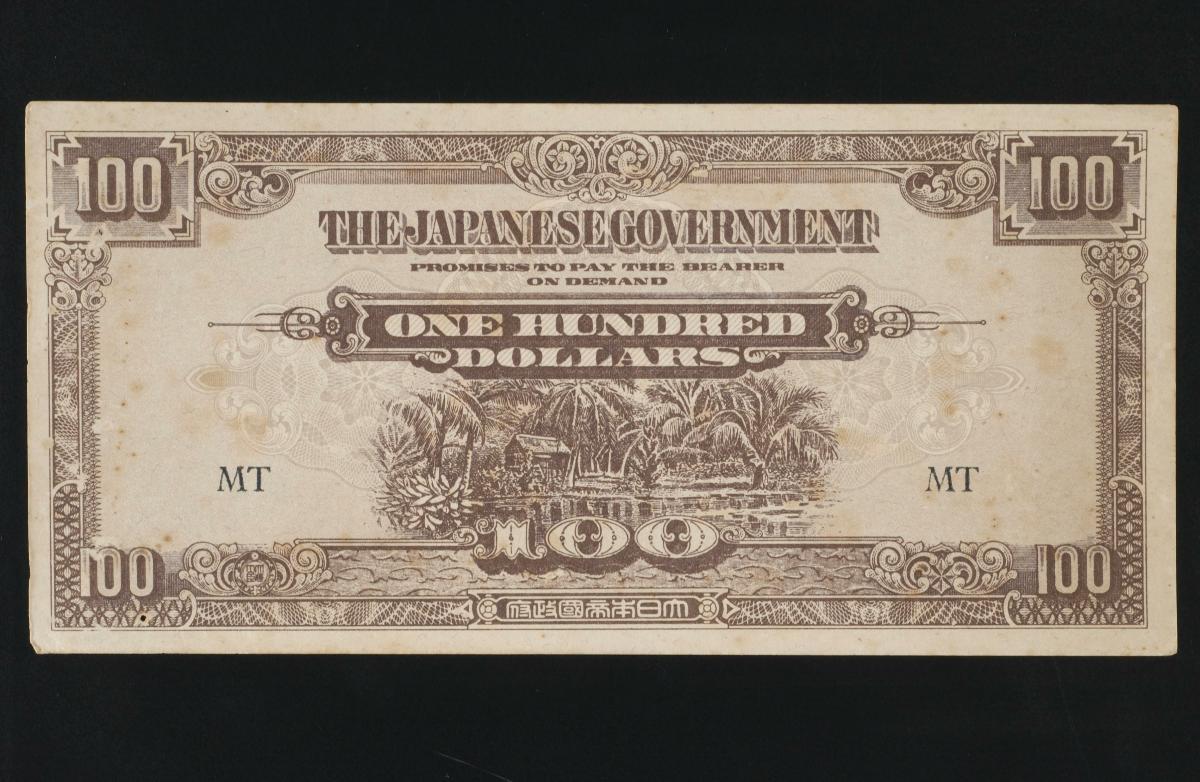 100 100
THE JAPANESE GOVERNMENT
PROMISES TO PAY THE BEARER
ON DEMAND
ONE HUNDRED
DOLLARS
MT MT
100
100 100
大日本帝國政府